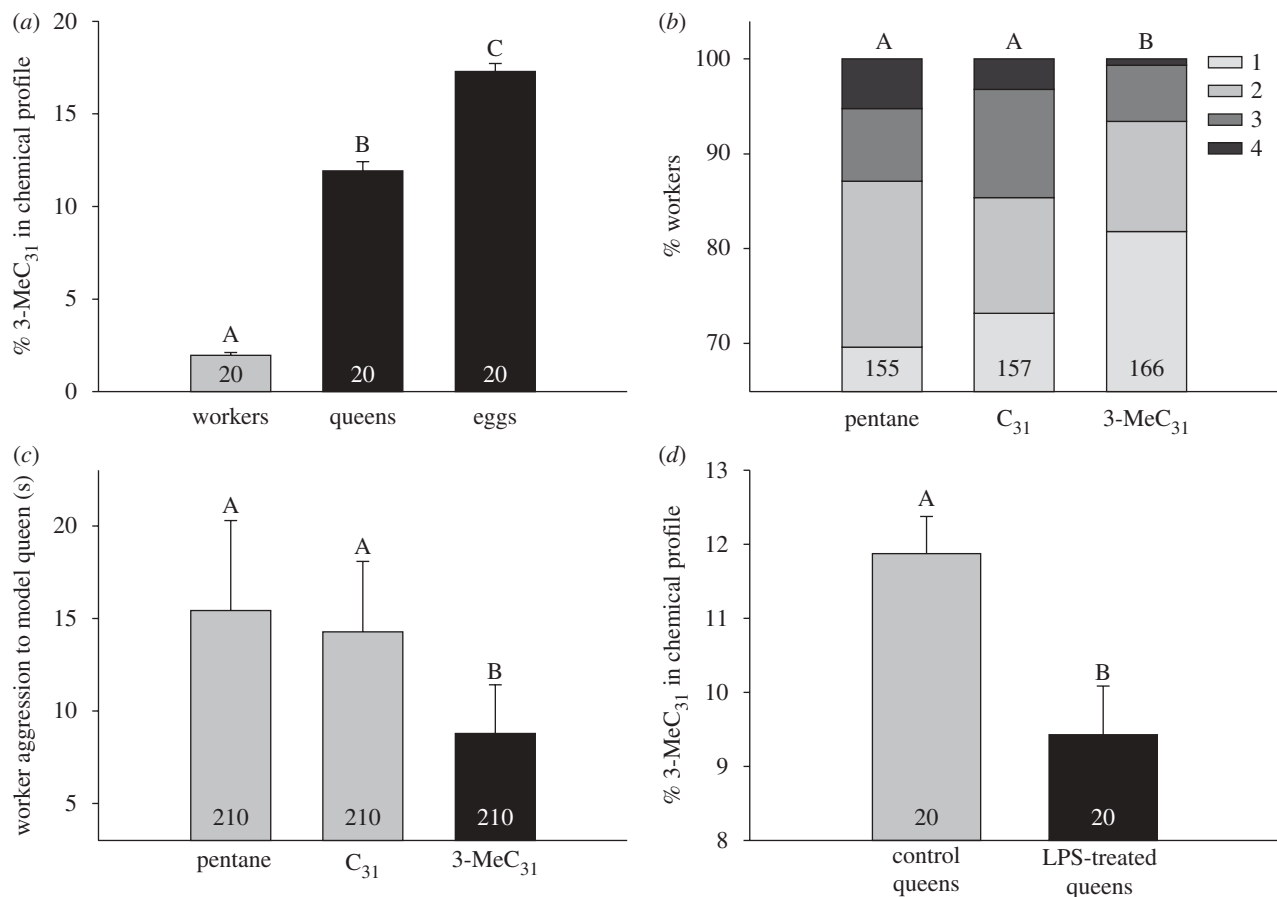 (a)
20
15
10
5
0
% 3-MeC31 in chemical profile
A
B
C
20
20
20
workers
queens
eggs
(b)
100
90
80
70
% workers
A
A
B
1
2
3
4
155
157
166
pentane
C31
3-MeC31
(c)
20
15
10
5
worker aggression to model queen (s)
A
A
B
210
210
210
pentane
C31
3-MeC31
(d)
13
12
11
10
9
8
% 3-MeC31 in chemical profile
A
B
20
20
control
queens
LPS-treated
queens